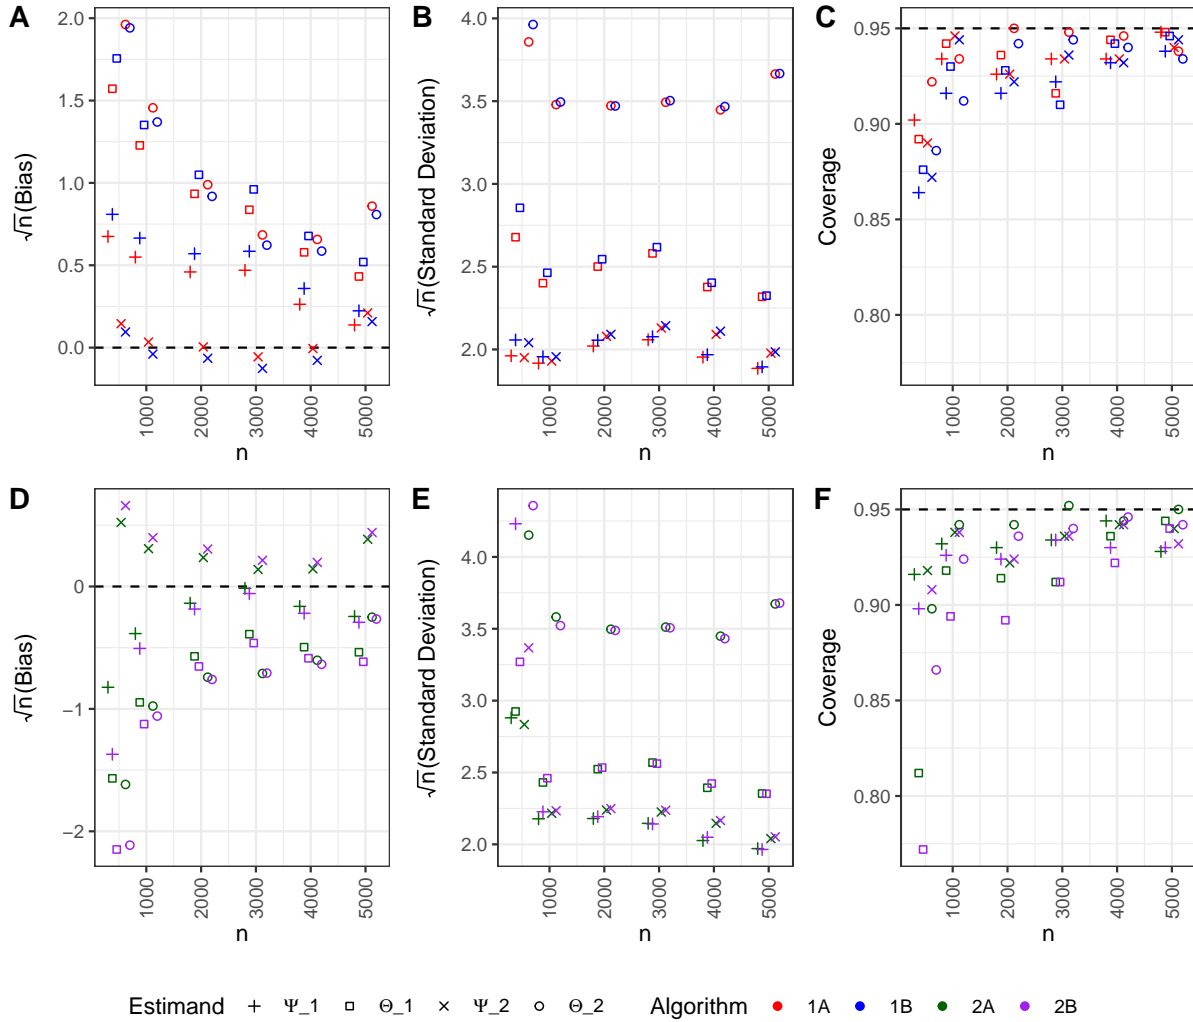 A
B
C
2.0
1.5
1.0
0.5
0.0
√n(Bias)
1000
2000
3000
4000
5000
n
4.0
3.5
3.0
2.5
2.0
√n(Standard Deviation)
1000
2000
3000
4000
5000
n
0.95
0.90
0.85
0.80
Coverage
1000
2000
3000
4000
5000
n
D
E
F
0
−1
−2
√n(Bias)
1000
2000
3000
4000
5000
n
4.0
3.5
3.0
2.5
2.0
√n(Standard Deviation)
1000
2000
3000
4000
5000
n
0.95
0.90
0.85
0.80
Coverage
1000
2000
3000
4000
5000
n
Estimand Ψ_1 Θ_1 Ψ_2 Θ_2 Algorithm 1A 1B 2A 2B